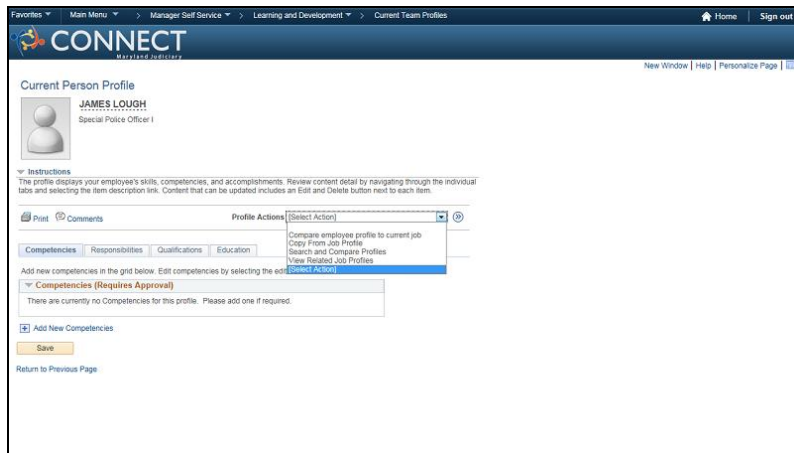 Favorites Main Menu > Manager Self Service > Learning and Development > Current Team Profiles Home | Sign out
CONNECT
Maryland Judiciary
New Window | Help | Personalize Page |
Current Person Profile
JAMES LOUGH
Special Police Officer I
Instructions
The profile displays your employee's skills, competencies, and accomplishments. Review content detail by navigating through the individual
tabs and selecting the item description link. Content that can be updated includes an Edit and Delete button next to each item.
Print Comments Profile Actions [Select Action]
Compare employee profile to current job
Copy From Job Profile
Search and Compare Profiles
View Related Job Profiles
[Select Action]
Competencies Responsibilities Qualifications Education
Add new competencies in the grid below. Edit competencies by selecting the edit
Competencies (Requires Approval)
There are currently no Competencies for this profile. Please add one if required.
Add New Competencies
Save
Return to Previous Page